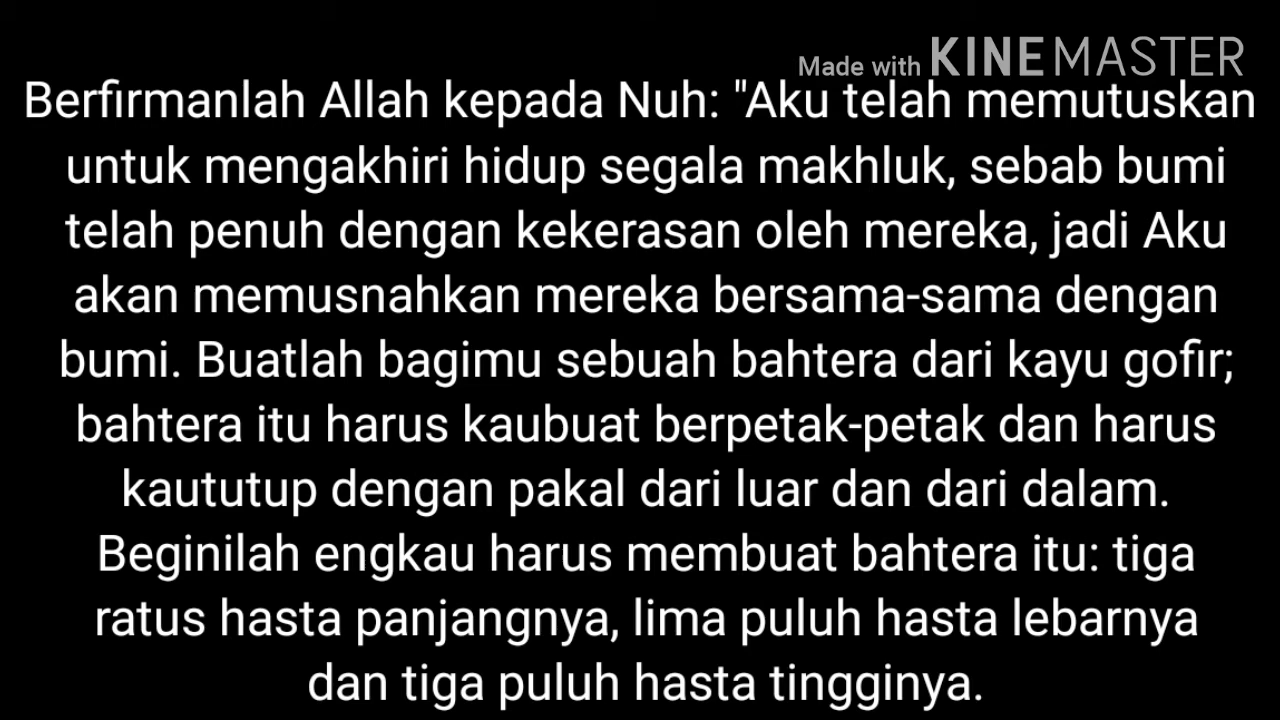 Made with KINEMASTER
Berfirmanlah Allah kepada Nuh: "Aku telah memutuskan
untuk mengakhiri hidup segala makhluk, sebab bumi
telah penuh dengan kekerasan oleh mereka, jadi Aku
akan memusnahkan mereka bersama-sama dengan
bumi. Buatlah bagimu sebuah bahtera dari kayu gofir;
bahtera itu harus kaubuat berpetak-petak dan harus
kaututup dengan pakal dari luar dan dari dalam.
Beginilah engkau harus membuat bahtera itu: tiga
ratus hasta panjangnya, lima puluh hasta lebarnya
dan tiga puluh hasta tingginya.